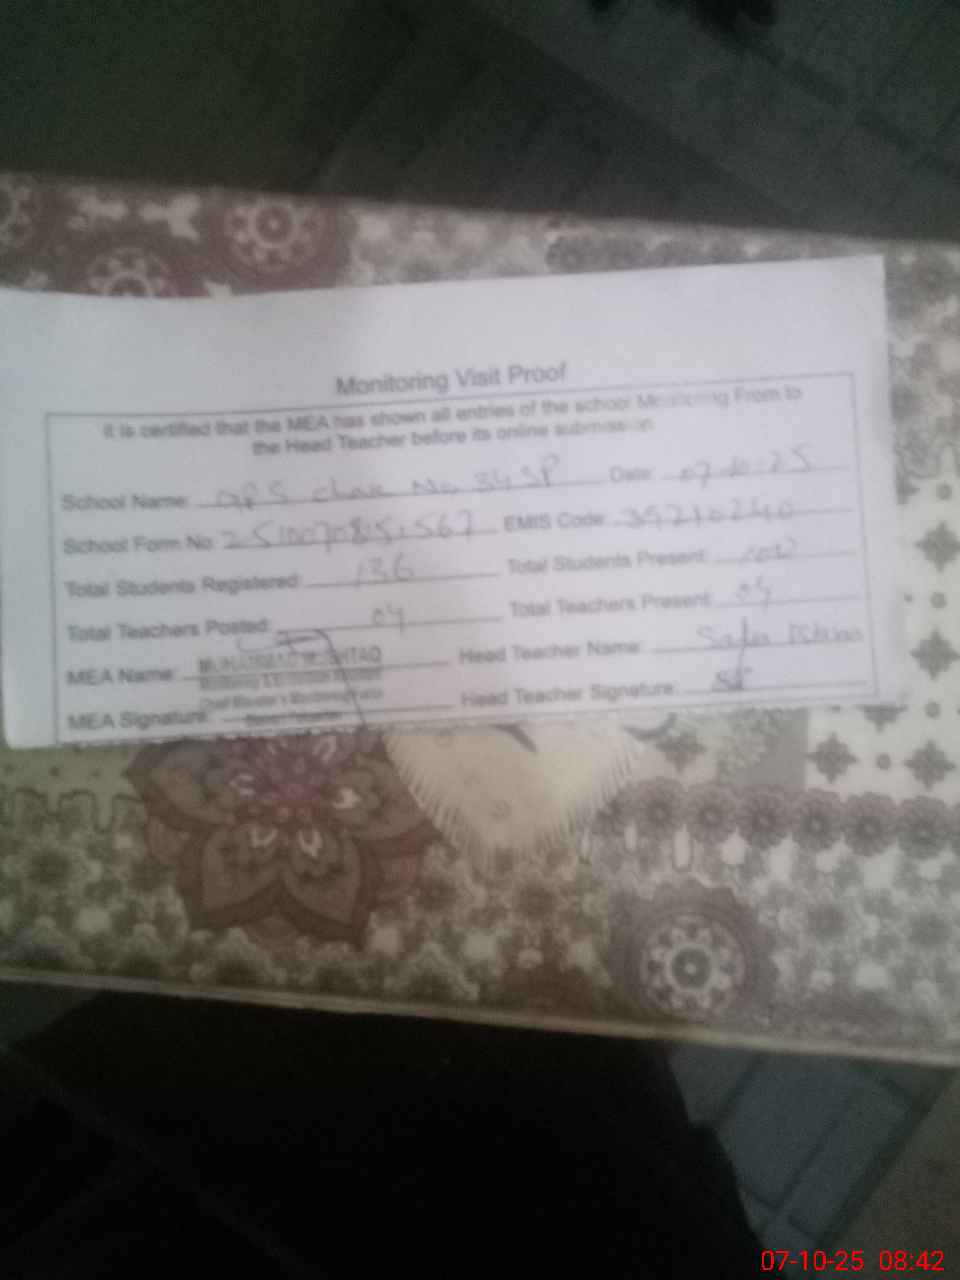 Monitoring Visit Proof
It is certified that the MEA has shown all entries of the school Monitoring From to
the Head Teacher before its online submission
School Name: GPS Chak No 34 SP Date: 07-10-25
School Form No: EMIS Code: 39210240
Total Students Registered: 136 Total Students Present:
Total Teachers Posted: 04 Total Teachers Present: 04
MEA Name: MUHAMMAD MUSHTAQ Head Teacher Name:
MEA Signature: Head Teacher Signature:
07-10-25 08:42